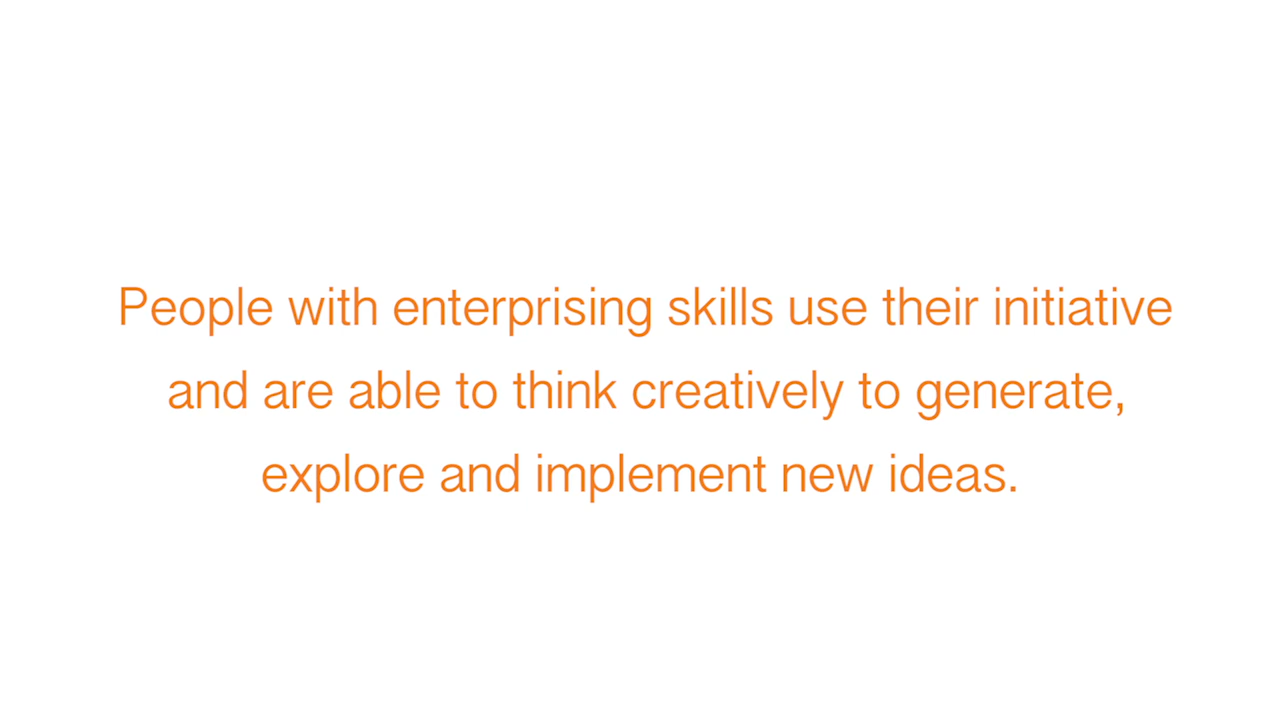 People with enterprising skills use their initiative
and are able to think creatively to generate,
explore and implement new ideas.